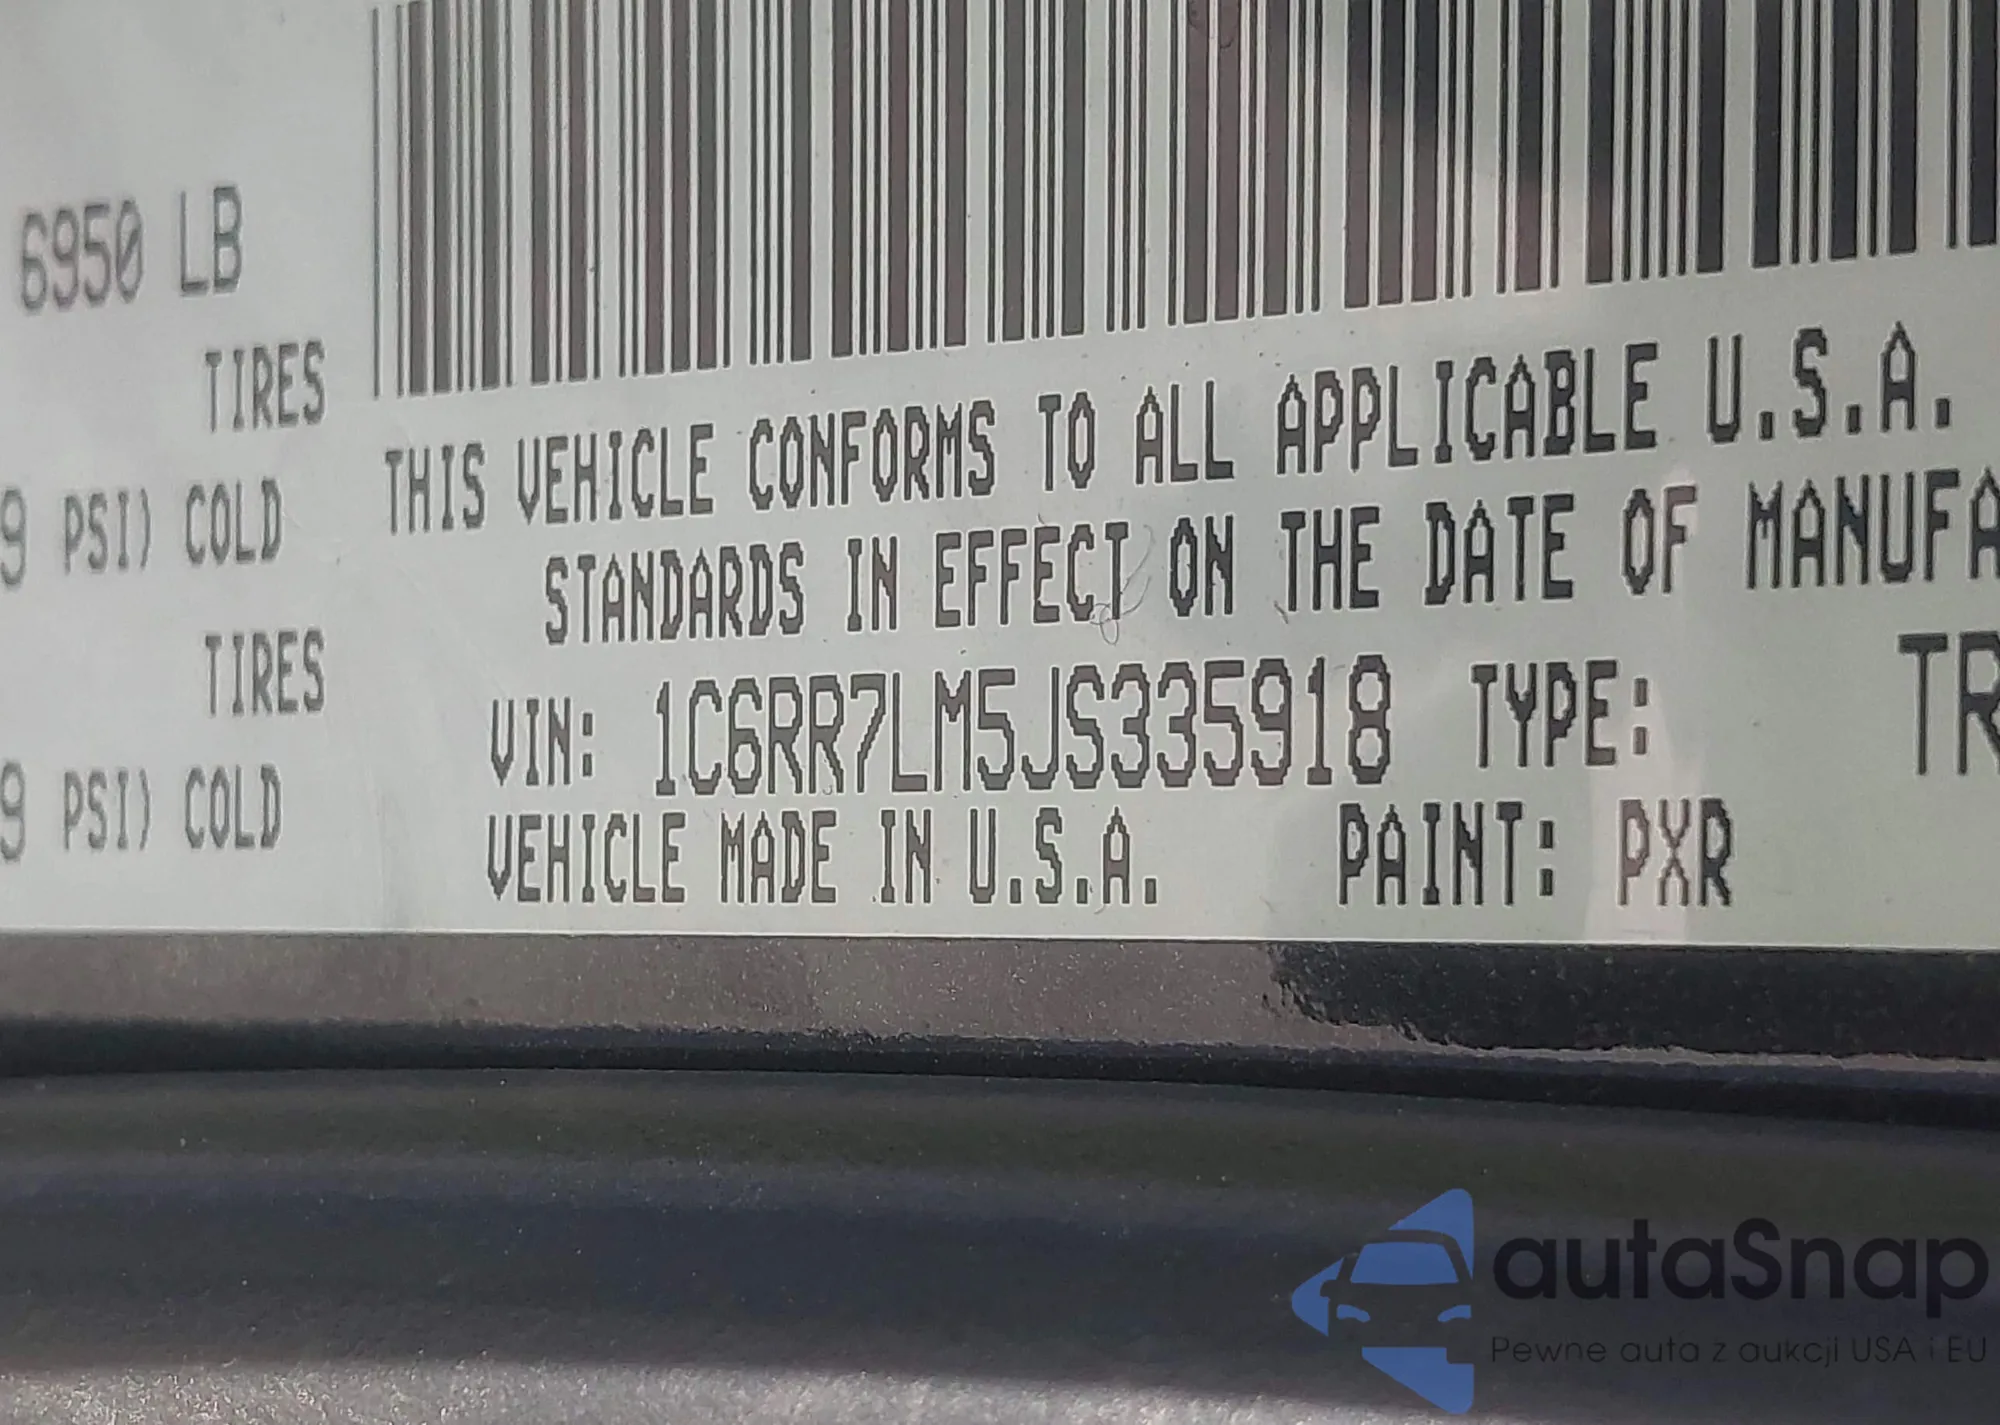 6950 LB
TIRES
9 PSI) COLD
TIRES
9 PSI) COLD
THIS VEHICLE CONFORMS TO ALL APPLICABLE U.S.A.
STANDARDS IN EFFECT ON THE DATE OF MANUFA
VIN: 1C6RR7LM5JS335918 TYPE: TR
VEHICLE MADE IN U.S.A. PAINT: PXR
autaSnap
Pewne auta z aukcji USA i EU